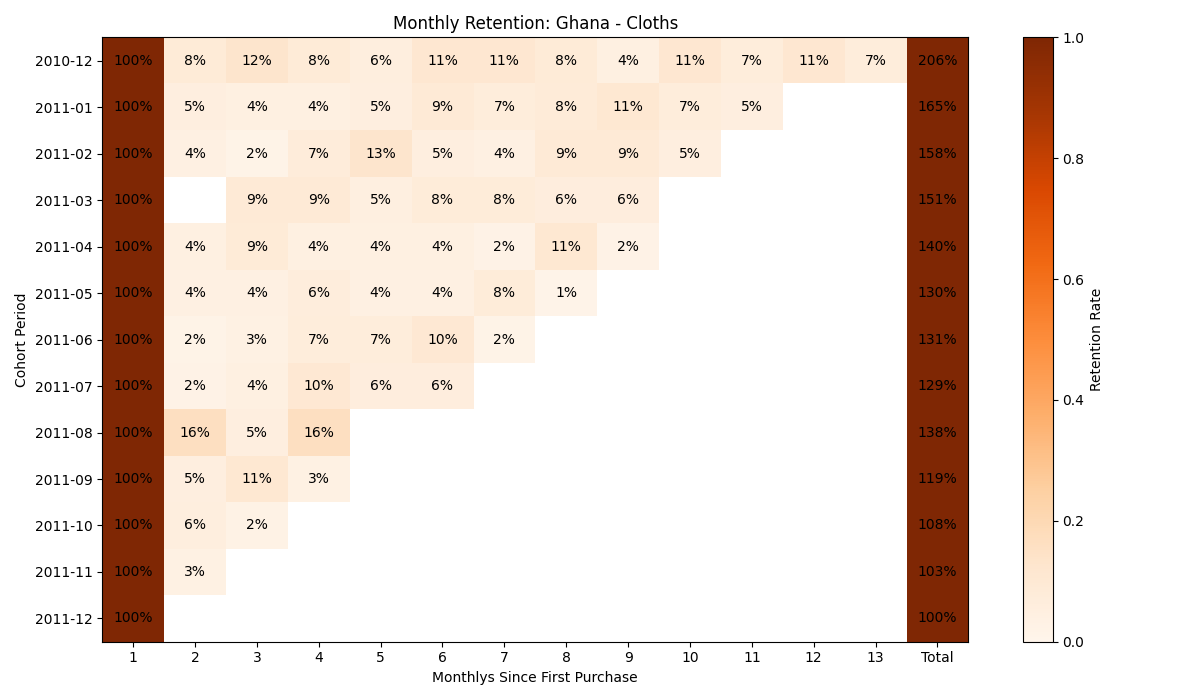 Monthly Retention: Ghana - Cloths
2010-12 100% 8% 12% 8% 6% 11% 11% 8% 4% 11% 7% 11% 7% 206%
2011-01 100% 5% 4% 4% 5% 9% 7% 8% 11% 7% 5% 165%
2011-02 100% 4% 2% 7% 13% 5% 4% 9% 9% 5% 158%
2011-03 100% 9% 9% 5% 8% 8% 6% 6% 151%
2011-04 100% 4% 9% 4% 4% 4% 2% 11% 2% 140%
2011-05 100% 4% 4% 6% 4% 4% 8% 1% 130%
2011-06 100% 2% 3% 7% 7% 10% 2% 131%
2011-07 100% 2% 4% 10% 6% 6% 129%
2011-08 100% 16% 5% 16% 138%
2011-09 100% 5% 11% 3% 119%
2011-10 100% 6% 2% 108%
2011-11 100% 3% 103%
2011-12 100% 100%
1 2 3 4 5 6 7 8 9 10 11 12 13 Total
Monthlys Since First Purchase
Cohort Period
1.0
0.8
0.6
0.4
0.2
0.0
Retention Rate